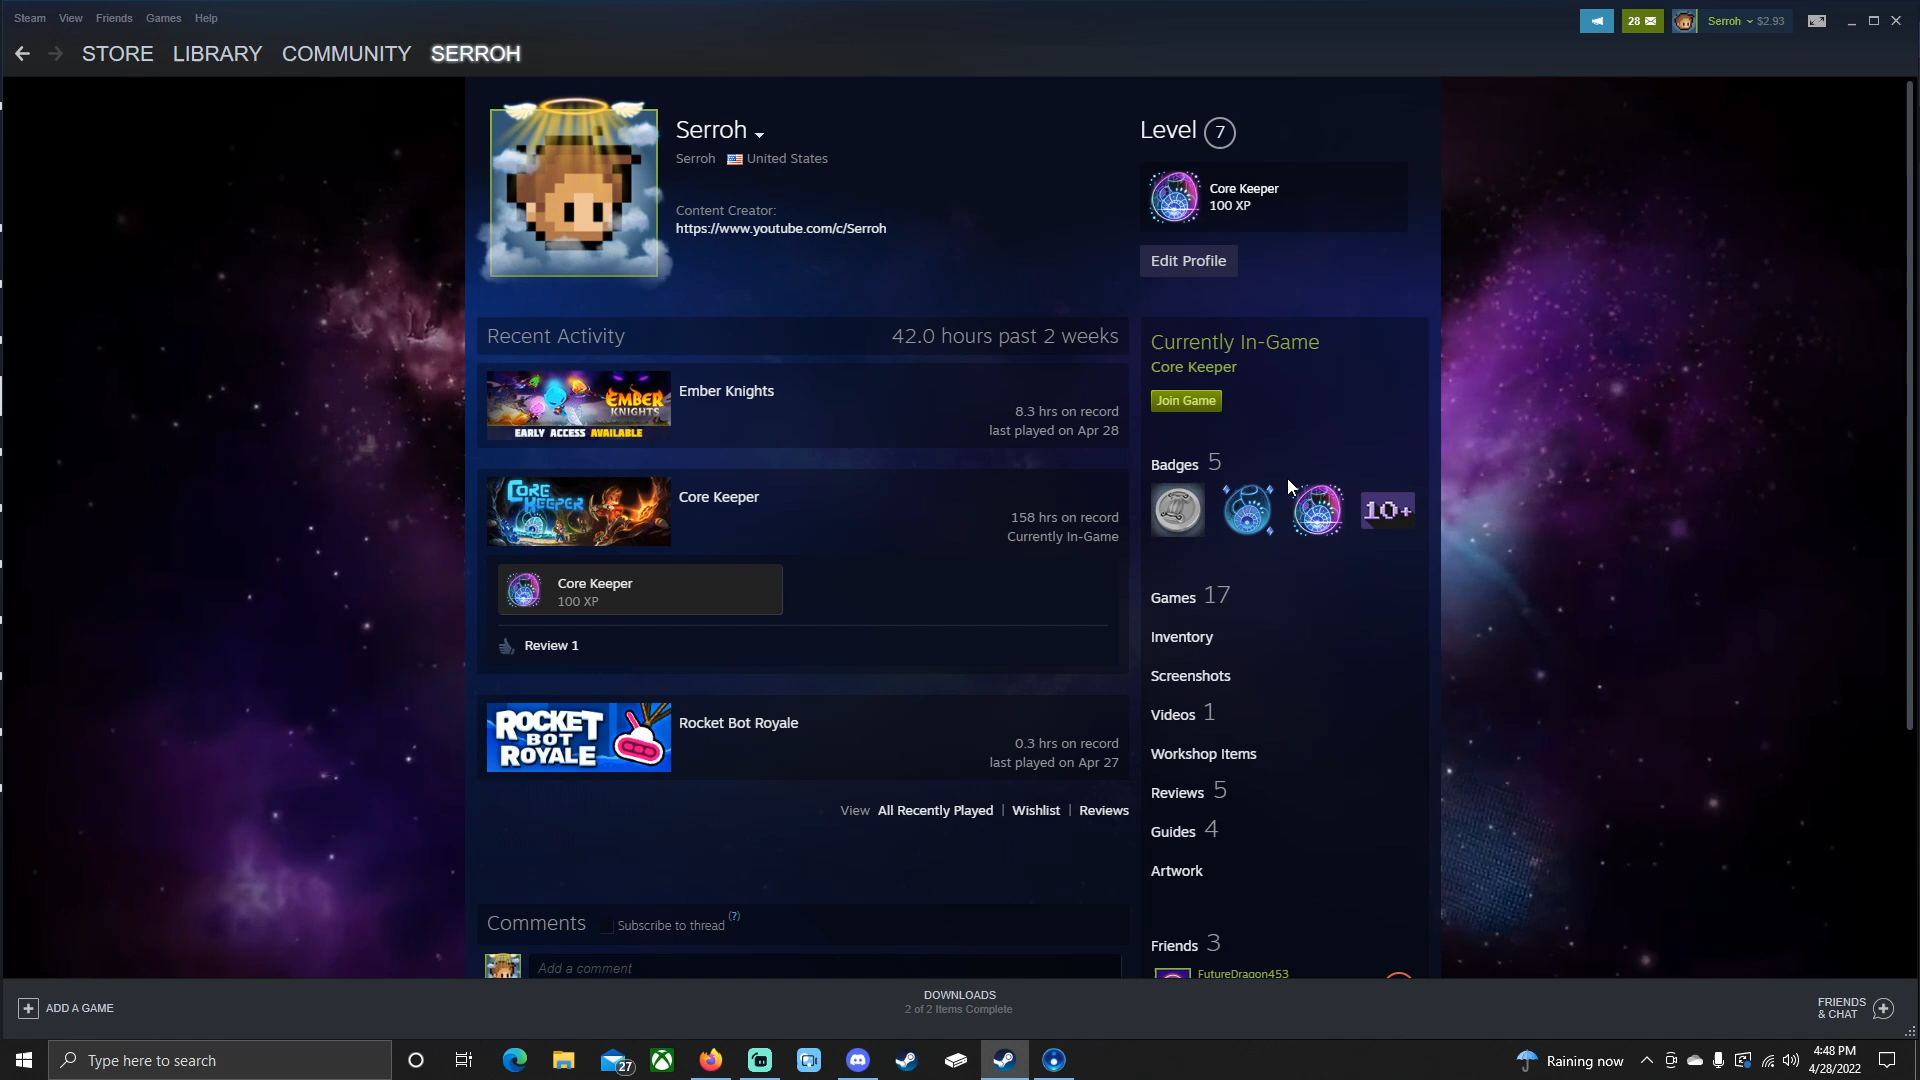 Steam View Friends Games Help
28
Serroh $2.93
STORE LIBRARY COMMUNITY SERROH
Serroh
Serroh United States
Content Creator:
https://www.youtube.com/c/Serroh
Level 7
Core Keeper
100 XP
Edit Profile
Recent Activity 42.0 hours past 2 weeks
EMBER KNIGHTS
EARLY ACCESS AVAILABLE
Ember Knights
8.3 hrs on record
last played on Apr 28
CORE KEEPER
Core Keeper
158 hrs on record
Currently In-Game
Core Keeper
100 XP
Review 1
ROCKET BOT ROYALE
Rocket Bot Royale
0.3 hrs on record
last played on Apr 27
View All Recently Played | Wishlist | Reviews
Comments Subscribe to thread (?)
Add a comment
Currently In-Game
Core Keeper
Join Game
Badges 5
10+
Games 17
Inventory
Screenshots
Videos 1
Workshop Items
Reviews 5
Guides 4
Artwork
Friends 3
FutureDragon453
ADD A GAME
DOWNLOADS
2 of 2 Items Complete
FRIENDS
& CHAT
Type here to search
27
Raining now
4:48 PM
4/28/2022